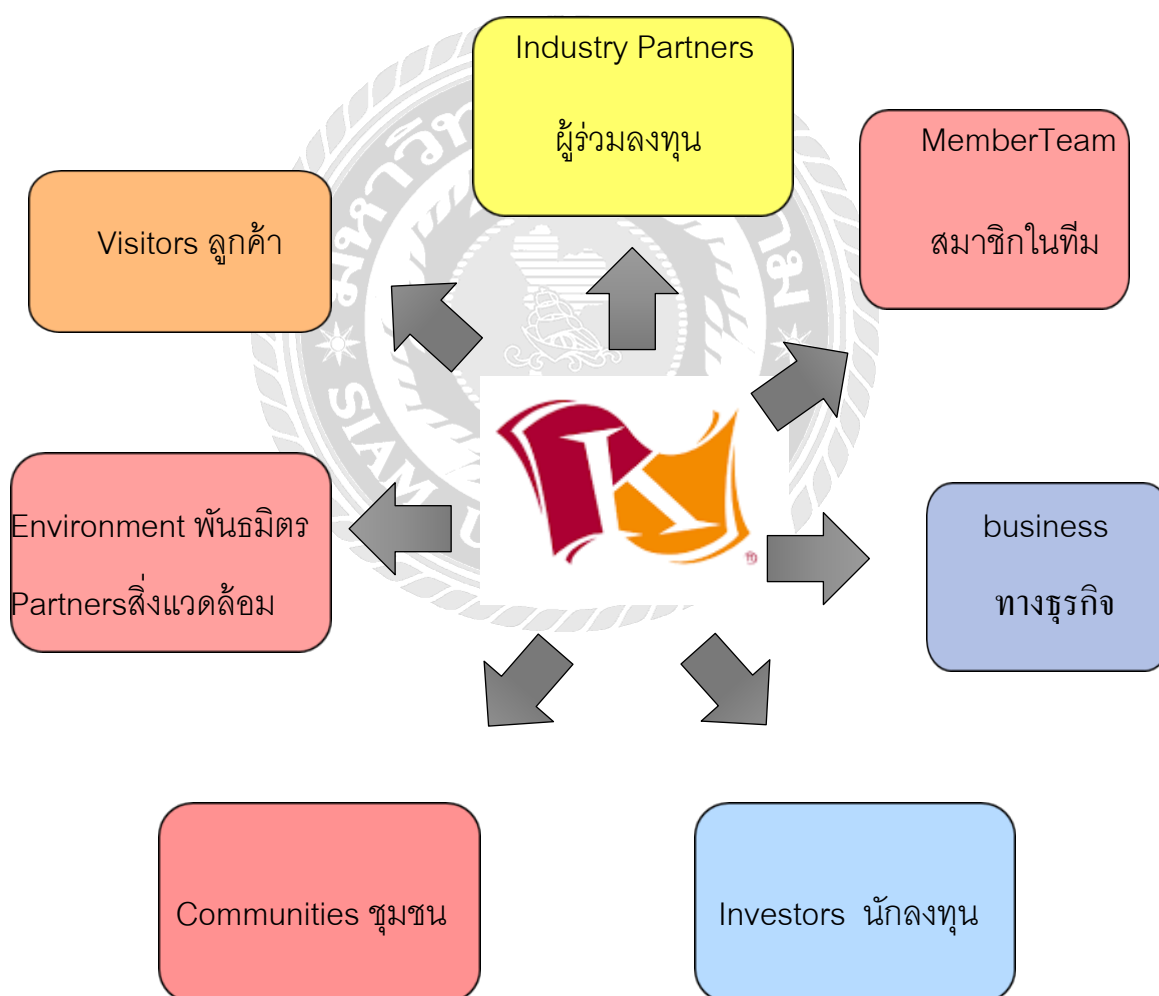 Industry Partners
ผู้ร่วมลงทุน
MemberTeam
สมาชิกในทีม
Visitors ลูกค้า
Environment พันธมิตร
Partnersสิ่งแวดล้อม
K
business
ทางธุรกิจ
Communities ชุมชน
Investors นักลงทุน
SIAM